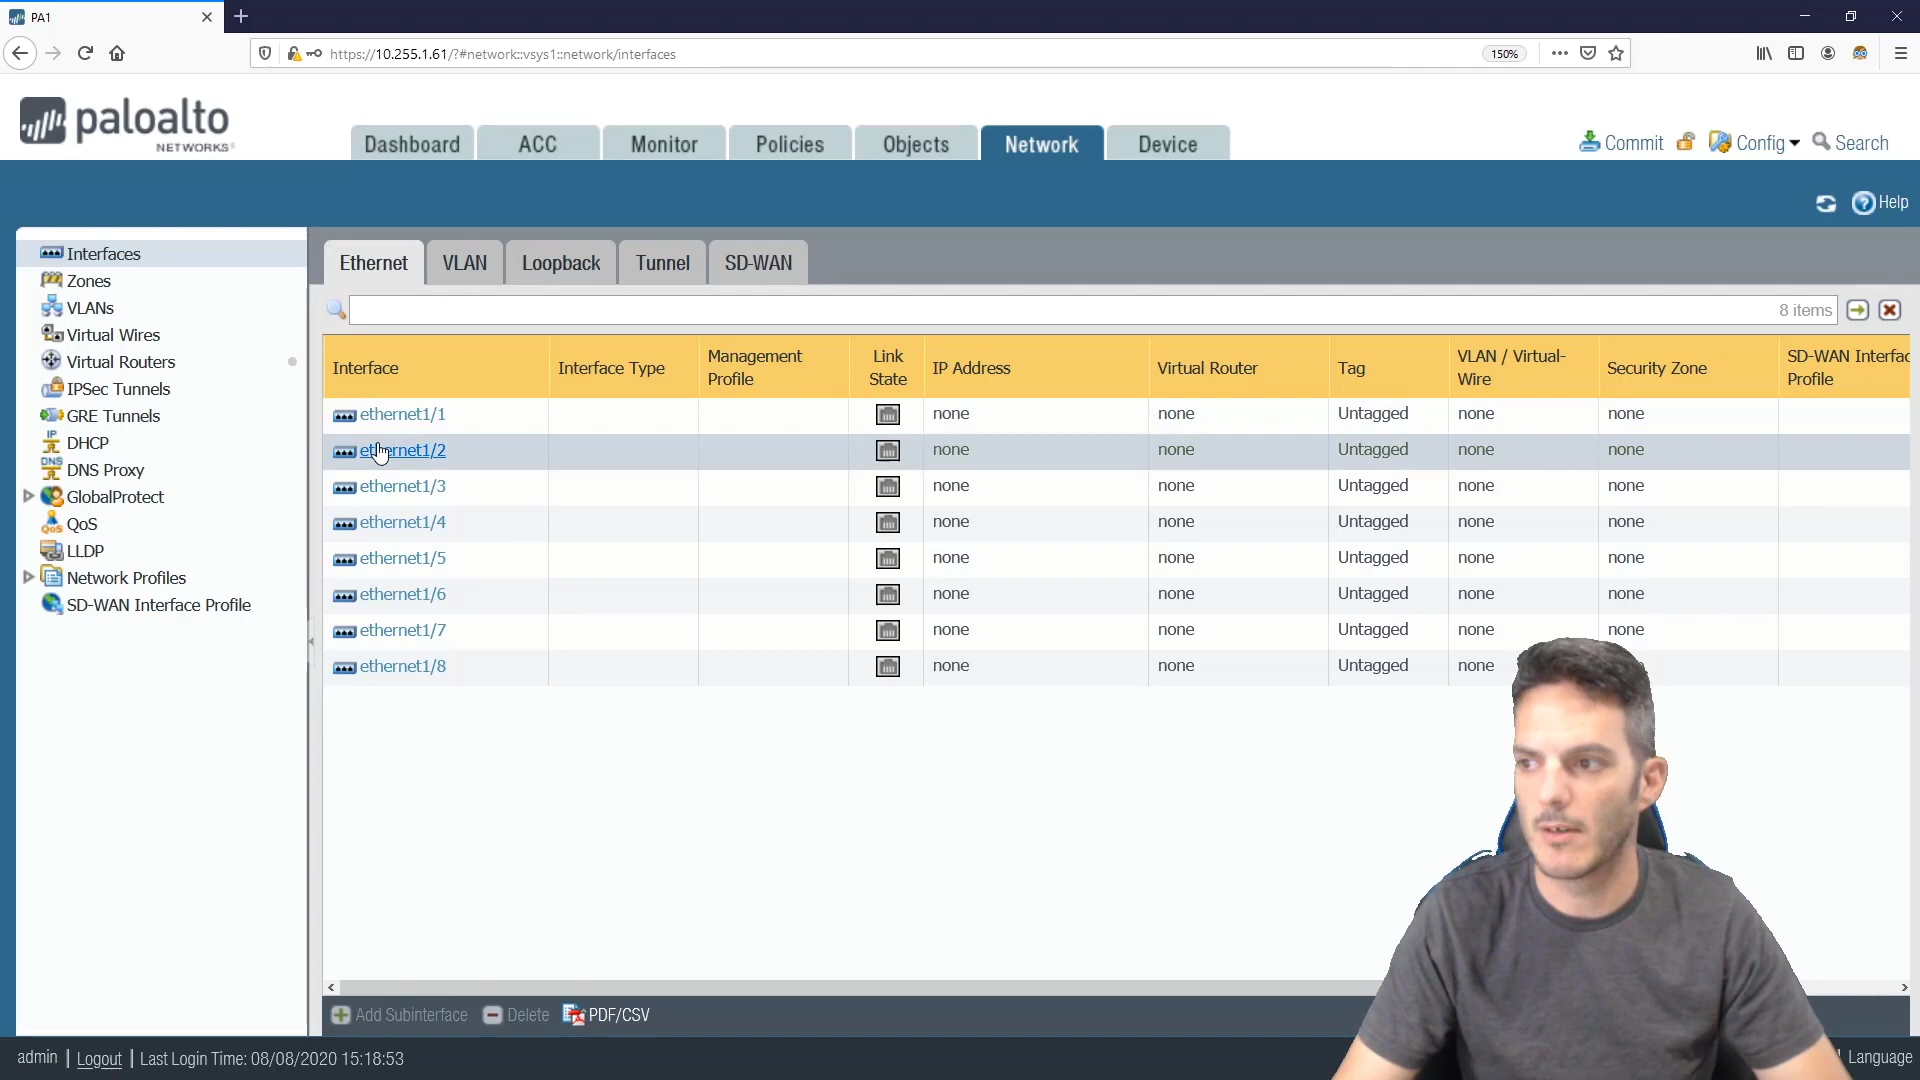 PA1
https://10.255.1.61/?#network::vsys1::network/interfaces
150%
paloalto
NETWORKS
Dashboard
ACC
Monitor
Policies
Objects
Network
Device
Commit
Config
Search
Help
Interfaces
Zones
VLANs
Virtual Wires
Virtual Routers
IPSec Tunnels
GRE Tunnels
DHCP
DNS Proxy
GlobalProtect
QoS
LLDP
Network Profiles
SD-WAN Interface Profile
Ethernet
VLAN
Loopback
Tunnel
SD-WAN
8 items
Interface
Interface Type
Management
Profile
Link
State
IP Address
Virtual Router
Tag
VLAN / Virtual-
Wire
Security Zone
SD-WAN Interfac
Profile
ethernet1/1 none none Untagged none none
ethernet1/2 none none Untagged none none
ethernet1/3 none none Untagged none none
ethernet1/4 none none Untagged none none
ethernet1/5 none none Untagged none none
ethernet1/6 none none Untagged none none
ethernet1/7 none none Untagged none none
ethernet1/8 none none Untagged none
Add Subinterface
Delete
PDF/CSV
admin | Logout | Last Login Time: 08/08/2020 15:18:53
Language